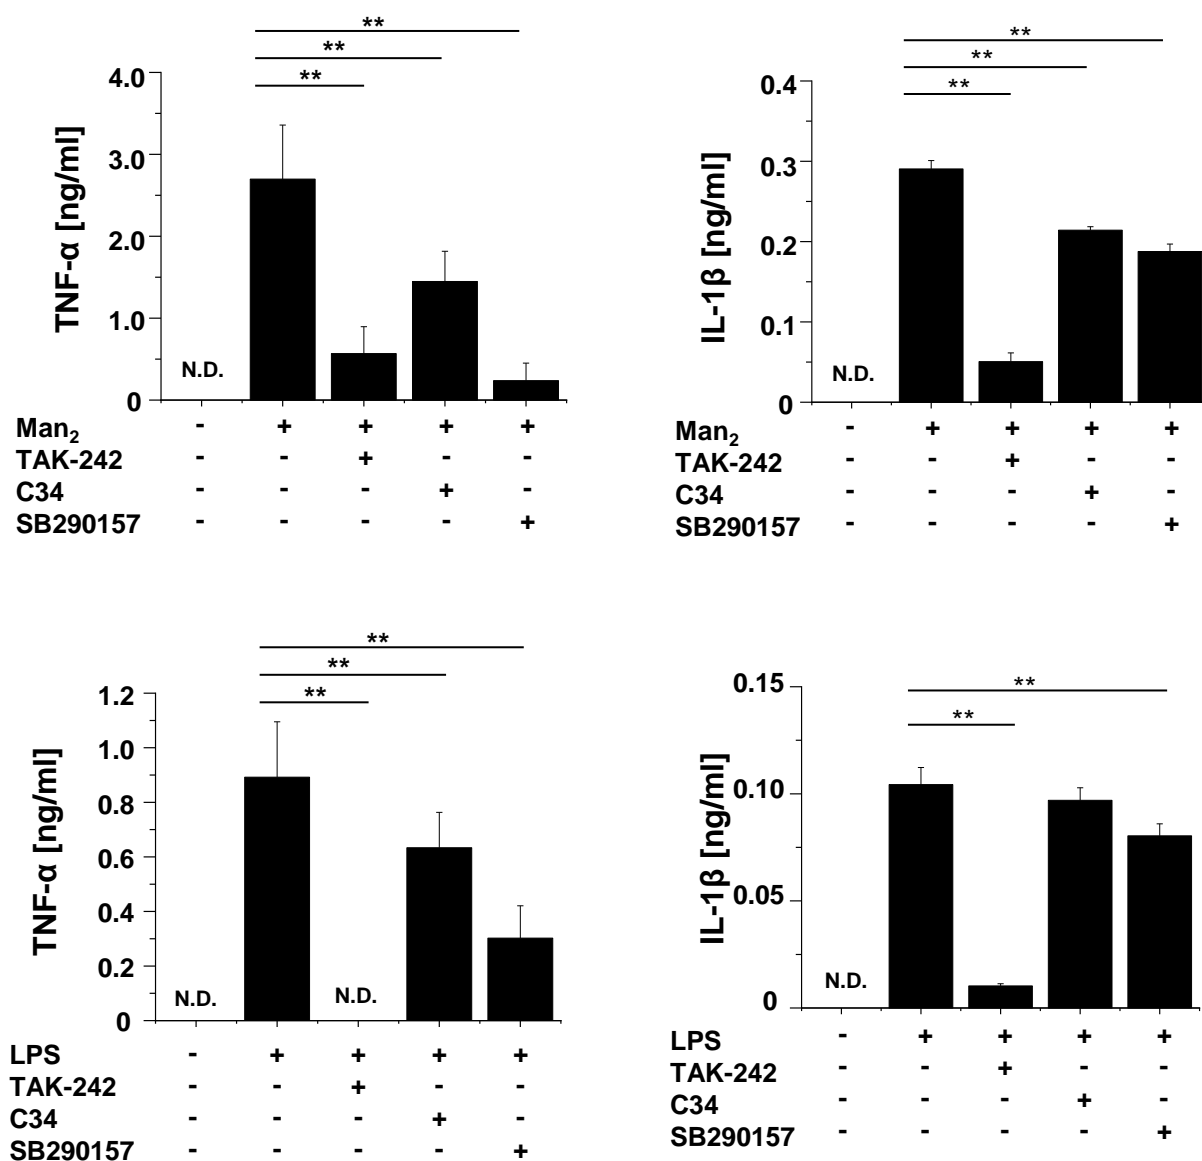 **
**
**
4.0
3.0
2.0
1.0
0
TNF-α [ng/ml]
N.D.
Man₂ - + + + +
TAK-242 - - + - -
C34 - - - + -
SB290157 - - - - +
**
**
**
0.4
0.3
0.2
0.1
0
IL-1β [ng/ml]
N.D.
Man₂ - + + + +
TAK-242 - - + - -
C34 - - - + -
SB290157 - - - - +
**
**
**
1.2
1.0
0.8
0.6
0.4
0.2
0
TNF-α [ng/ml]
N.D. N.D.
LPS - + + + +
TAK-242 - - + - -
C34 - - - + -
SB290157 - - - - +
**
**
0.15
0.10
0.05
0
IL-1β [ng/ml]
N.D.
LPS - + + + +
TAK-242 - - + - -
C34 - - - + -
SB290157 - - - - +